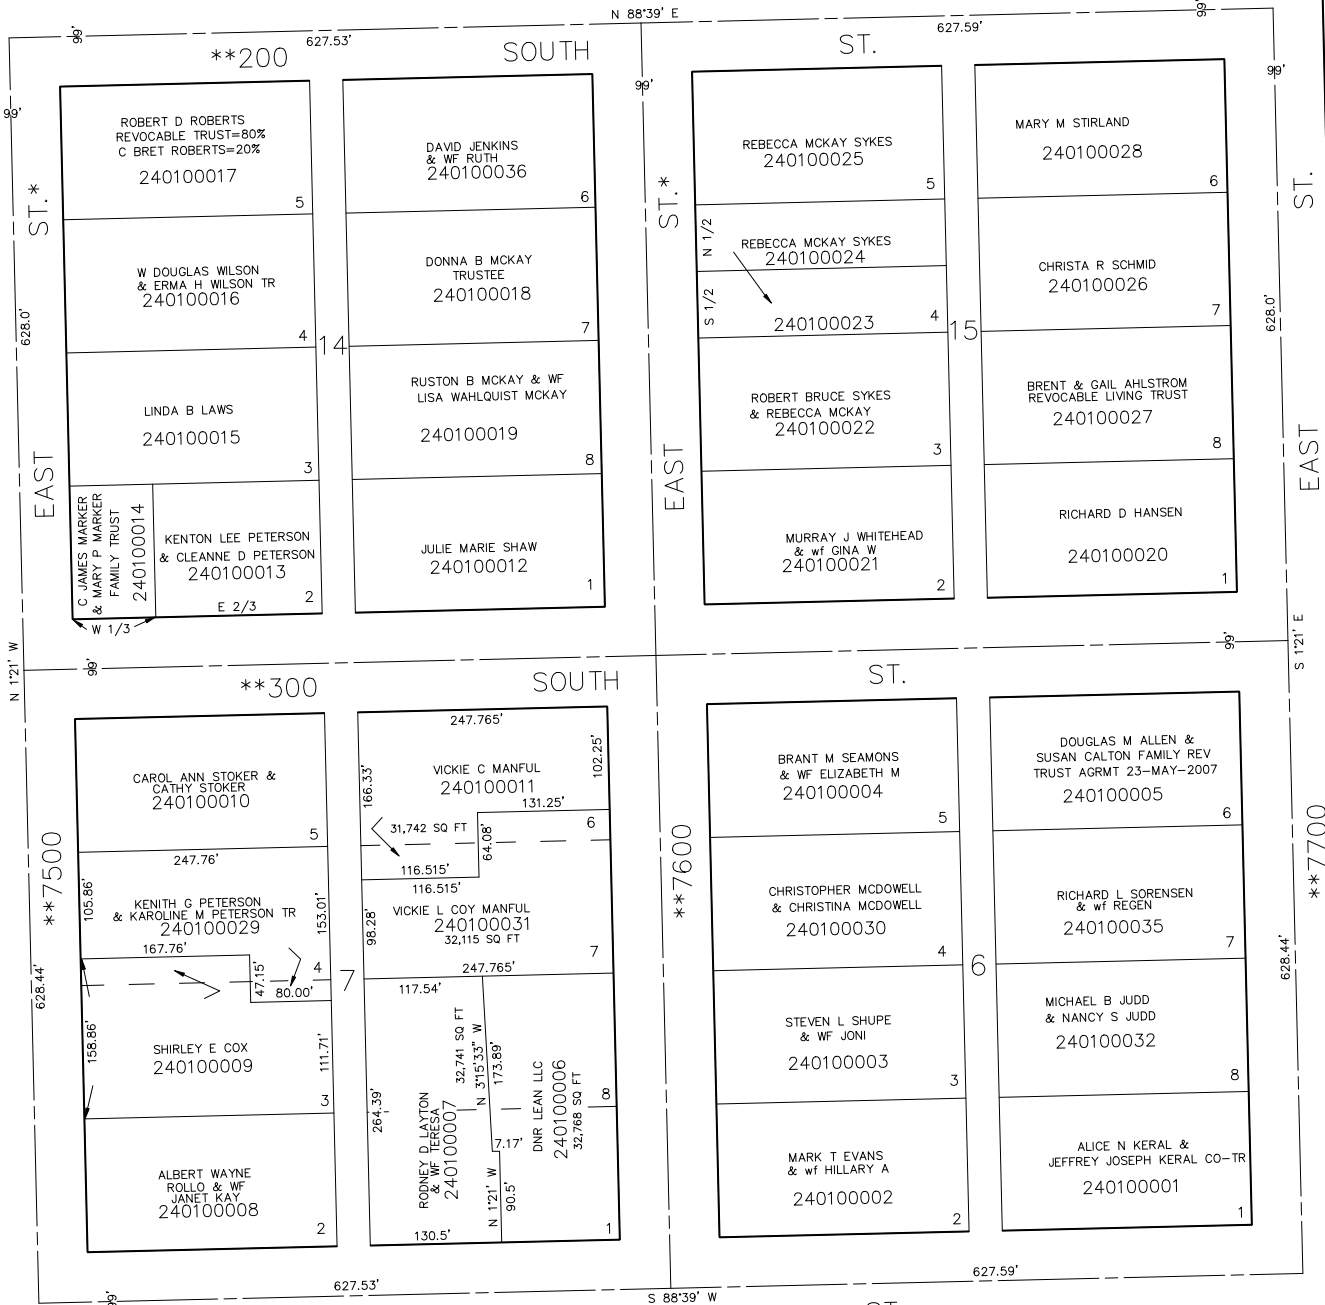 N 88°39' E
99'
627.53'
627.59'
99'
**200
SOUTH
ST.
99'
99'
99'
ROBERT D ROBERTS
REVOCABLE TRUST=80%
C BRET ROBERTS=20%
240100017
5
DAVID JENKINS
& WF RUTH
240100036
6
REBECCA MCKAY SYKES
240100025
5
MARY M STIRLAND
240100028
6
ST.*
ST.*
ST.
W DOUGLAS WILSON
& ERMA H WILSON TR
240100016
4
DONNA B MCKAY
TRUSTEE
240100018
7
N 1/2
REBECCA MCKAY SYKES
240100024
S 1/2
240100023
4
CHRISTA R SCHMID
240100026
7
628.0'
14
15
628.0'
LINDA B LAWS
240100015
3
RUSTON B MCKAY & WF
LISA WAHLQUIST MCKAY
240100019
8
ROBERT BRUCE SYKES
& REBECCA MCKAY
240100022
3
BRENT & GAIL AHLSTROM
REVOCABLE LIVING TRUST
240100027
8
EAST
EAST
EAST
C JAMES MARKER
& MARY P MARKER
FAMILY TRUST
240100014
W 1/3
KENTON LEE PETERSON
& CLEANNE D PETERSON
240100013
E 2/3
2
JULIE MARIE SHAW
240100012
1
MURRAY J WHITEHEAD
& wf GINA W
240100021
2
RICHARD D HANSEN
240100020
1
N 1°21' W
99'
99'
S 1°21' E
**300
SOUTH
ST.
CAROL ANN STOKER &
CATHY STOKER
240100010
5
247.765'
166.33'
102.25'
VICKIE C MANFUL
240100011
131.25'
31,742 SQ FT
64.08'
6
116.515'
BRANT M SEAMONS
& WF ELIZABETH M
240100004
5
DOUGLAS M ALLEN &
SUSAN CALTON FAMILY REV
TRUST AGRMT 23-MAY-2007
240100005
6
**7500
**7600
**7700
247.76'
105.86'
KENITH G PETERSON
& KAROLINE M PETERSON TR
240100029
153.01'
167.76'
47.15'
80.00'
4
7
116.515'
98.28'
VICKIE L COY MANFUL
240100031
32,115 SQ FT
247.765'
7
CHRISTOPHER MCDOWELL
& CHRISTINA MCDOWELL
240100030
4
6
RICHARD L SORENSEN
& wf REGEN
240100035
7
628.44'
628.44'
158.86'
SHIRLEY E COX
240100009
111.71'
3
117.54'
264.39'
RODNEY D LAYTON
& WF TERESA
240100007
32,741 SQ FT
N 3°15'33" W
173.89'
7.17'
N 1°21' W
90.5'
130.5'
DNR LEAN LLC
240100006
32,768 SQ FT
8
1
STEVEN L SHUPE
& WF JONI
240100003
3
MICHAEL B JUDD
& NANCY S JUDD
240100032
8
ALBERT WAYNE
ROLLO & WF
JANET KAY
240100008
2
MARK T EVANS
& wf HILLARY A
240100002
2
ALICE N KERAL &
JEFFREY JOSEPH KERAL CO-TR
240100001
1
99'
627.53'
627.59'
S 88°39' W
ST.